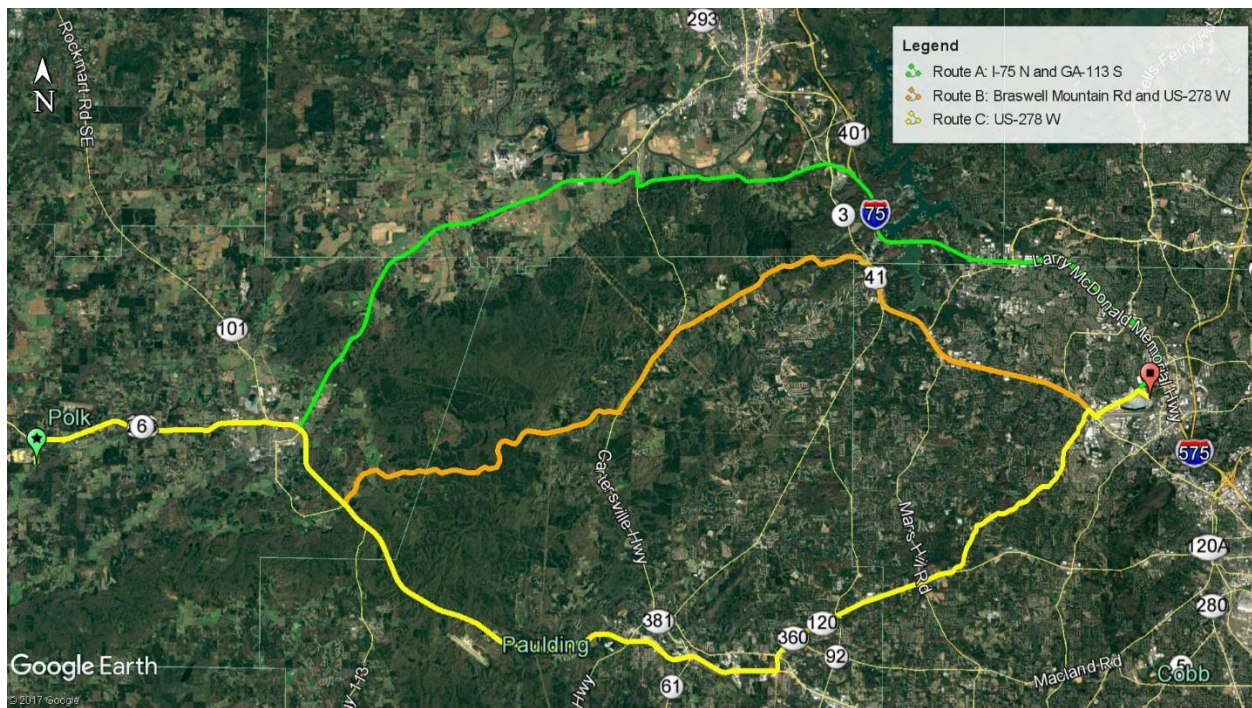 293
Legend
Route A: I-75 N and GA-113 S
Route B: Braswell Mountain Rd and US-278 W
Route C: US-278 W
N
Rockmart Rd SE
401
3
75
Larry McDonald Memorial Hwy
41
101
Polk
6
575
Cartersville Hwy
Mars Hill Rd
120A
280
381
120
360
Paulding
92
Macland Rd
5
Cobb
61
Hwy
Google Earth
© 2017 Google